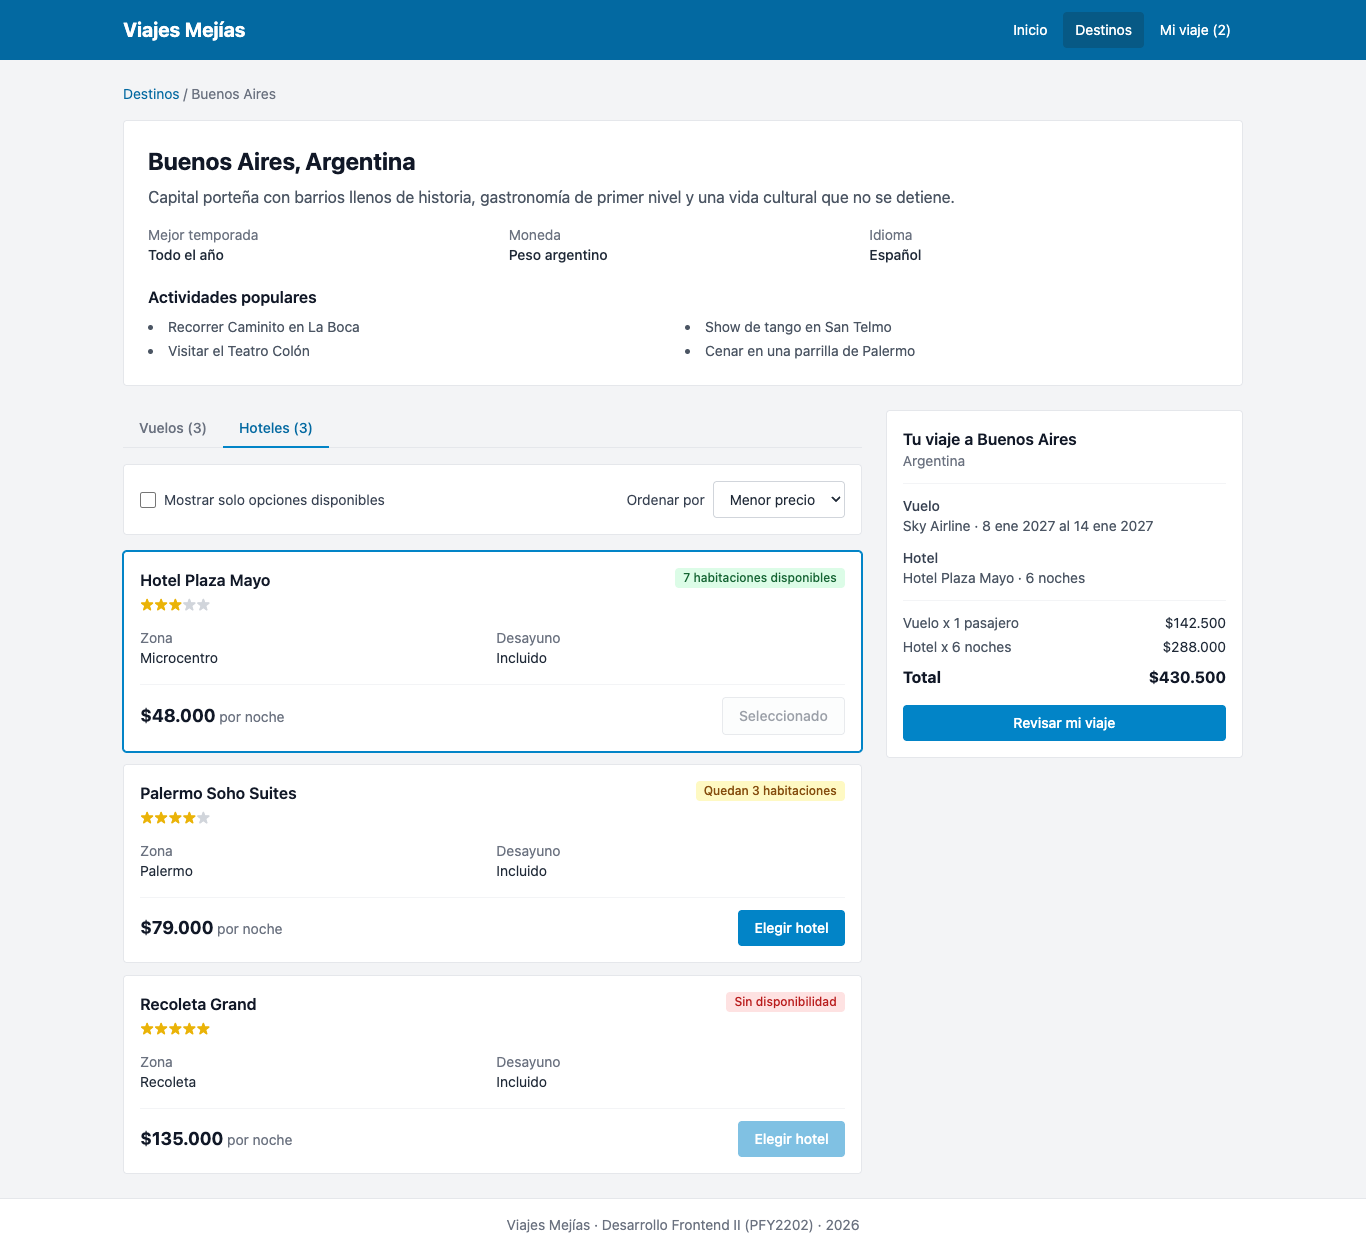 Viajes Mejías
Inicio
Destinos
Mi viaje (2)
Destinos / Buenos Aires
Buenos Aires, Argentina
Capital porteña con barrios llenos de historia, gastronomía de primer nivel y una vida cultural que no se detiene.
Mejor temporada
Todo el año
Moneda
Peso argentino
Idioma
Español
Actividades populares
Recorrer Caminito en La Boca
Show de tango en San Telmo
Visitar el Teatro Colón
Cenar en una parrilla de Palermo
Vuelos (3)
Hoteles (3)
Mostrar solo opciones disponibles
Ordenar por
Menor precio
Hotel Plaza Mayo
7 habitaciones disponibles
Zona
Microcentro
Desayuno
Incluido
$48.000 por noche
Seleccionado
Palermo Soho Suites
Quedan 3 habitaciones
Zona
Palermo
Desayuno
Incluido
$79.000 por noche
Elegir hotel
Recoleta Grand
Sin disponibilidad
Zona
Recoleta
Desayuno
Incluido
$135.000 por noche
Elegir hotel
Tu viaje a Buenos Aires
Argentina
Vuelo
Sky Airline · 8 ene 2027 al 14 ene 2027
Hotel
Hotel Plaza Mayo · 6 noches
Vuelo x 1 pasajero $142.500
Hotel x 6 noches $288.000
Total $430.500
Revisar mi viaje
Viajes Mejías · Desarrollo Frontend II (PFY2202) · 2026